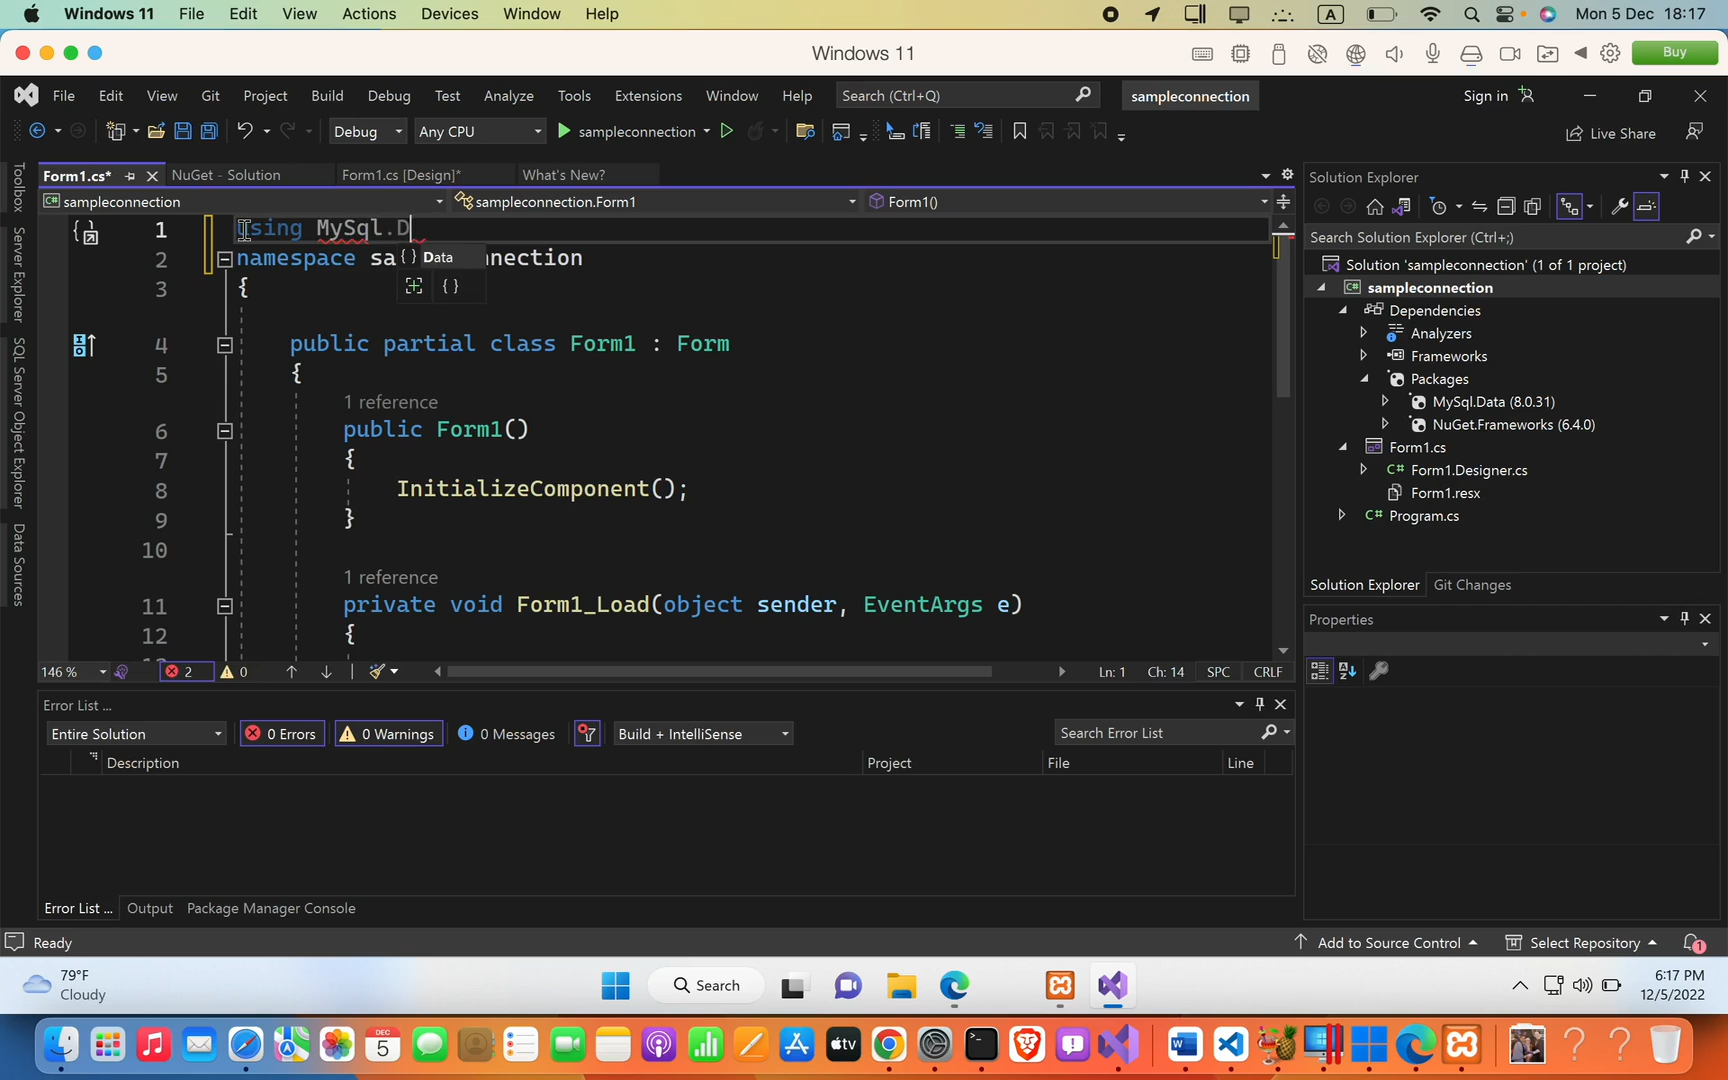 Windows 11 File Edit View Actions Devices Window Help A Mon 5 Dec 18:17
Windows 11 Buy
File Edit View Git Project Build Debug Test Analyze Tools Extensions Window Help Search (Ctrl+Q) sampleconnection Sign in
Debug Any CPU sampleconnection Live Share
Form1.cs* NuGet - Solution Form1.cs [Design]* What's New?
sampleconnection sampleconnection.Form1 Form1()
1 using MySql.D
Data
2 namespace sa nnection
3 {
4 public partial class Form1 : Form
5 {
1 reference
6 public Form1()
7 {
8 InitializeComponent();
9 }
10
1 reference
11 private void Form1_Load(object sender, EventArgs e)
12 {
146 % 2 0 Ln: 1 Ch: 14 SPC CRLF
Error List ...
Entire Solution 0 Errors 0 Warnings 0 Messages Build + IntelliSense Search Error List
Description Project File Line
Error List ... Output Package Manager Console
Toolbox
Server Explorer
SQL Server Object Explorer
Data Sources
Solution Explorer
Search Solution Explorer (Ctrl+;)
Solution 'sampleconnection' (1 of 1 project)
sampleconnection
Dependencies
Analyzers
Frameworks
Packages
MySql.Data (8.0.31)
NuGet.Frameworks (6.4.0)
Form1.cs
C# Form1.Designer.cs
Form1.resx
C# Program.cs
Solution Explorer Git Changes
Properties
Ready Add to Source Control Select Repository 1
79°F
Cloudy
Search
6:17 PM
12/5/2022
DEC
5
tv